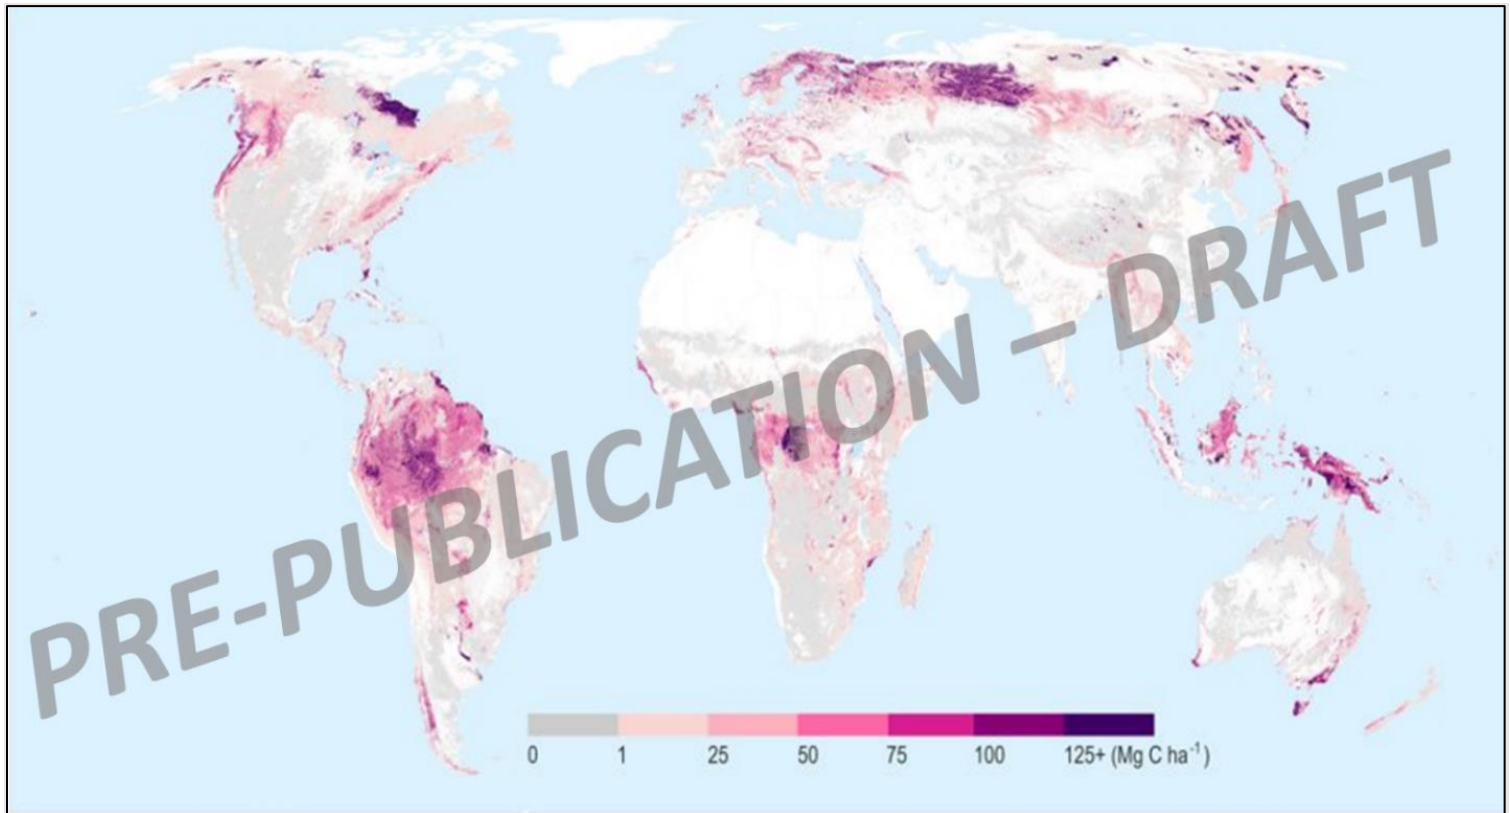 PRE-PUBLICATION – DRAFT
0 1 25 50 75 100 125+ (Mg C ha⁻¹)